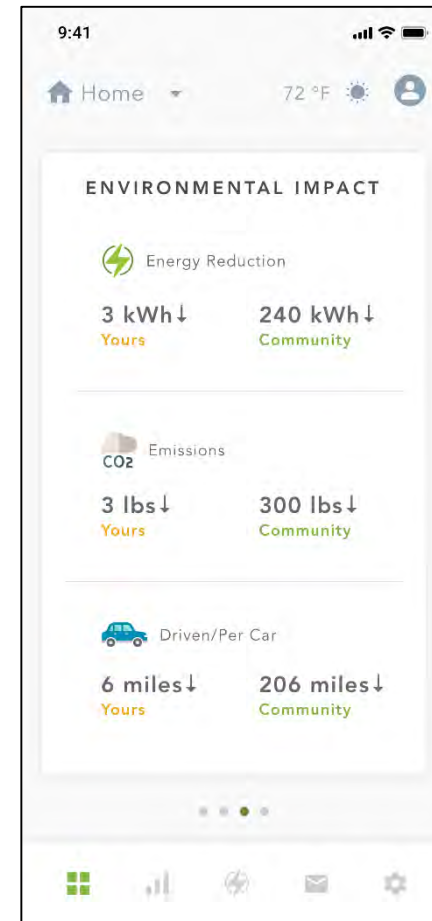 9:41
Home 72 °F
ENVIRONMENTAL IMPACT
Energy Reduction
3 kWh↓ 240 kWh↓
Yours Community
CO2 Emissions
3 lbs↓ 300 lbs↓
Yours Community
Driven/Per Car
6 miles↓ 206 miles↓
Yours Community